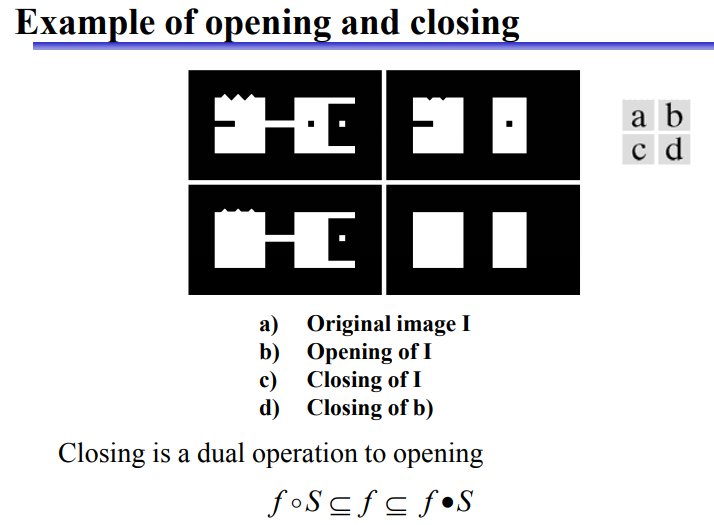 Example of opening and closing
a b
c d
a) Original image I
b) Opening of I
c) Closing of I
d) Closing of b)
Closing is a dual operation to opening
f∘S⊆f⊆f•S